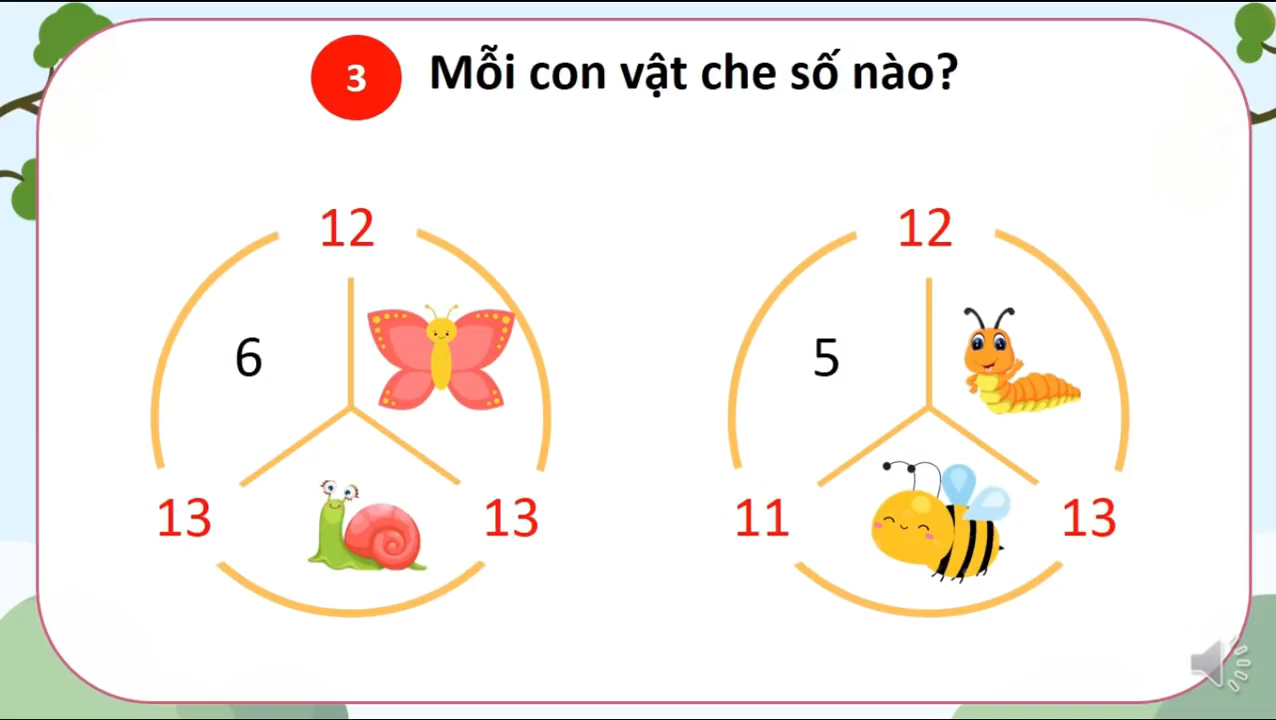 3 Mỗi con vật che số nào?
12 12
6 5
13 13 11 13